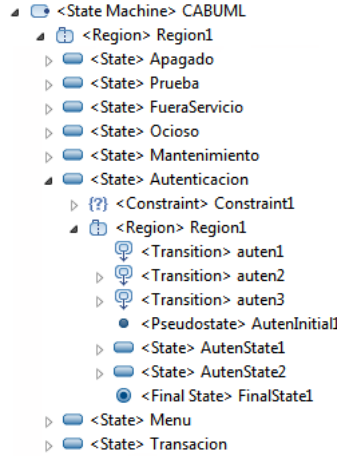 <State Machine> CABUML
<Region> Region1
<State> Apagado
<State> Prueba
<State> FueraServicio
<State> Ocioso
<State> Mantenimiento
<State> Autenticacion
{?} <Constraint> Constraint1
<Region> Region1
<Transition> auten1
<Transition> auten2
<Transition> auten3
<Pseudostate> AutenInitial1
<State> AutenState1
<State> AutenState2
<Final State> FinalState1
<State> Menu
<State> Transacion